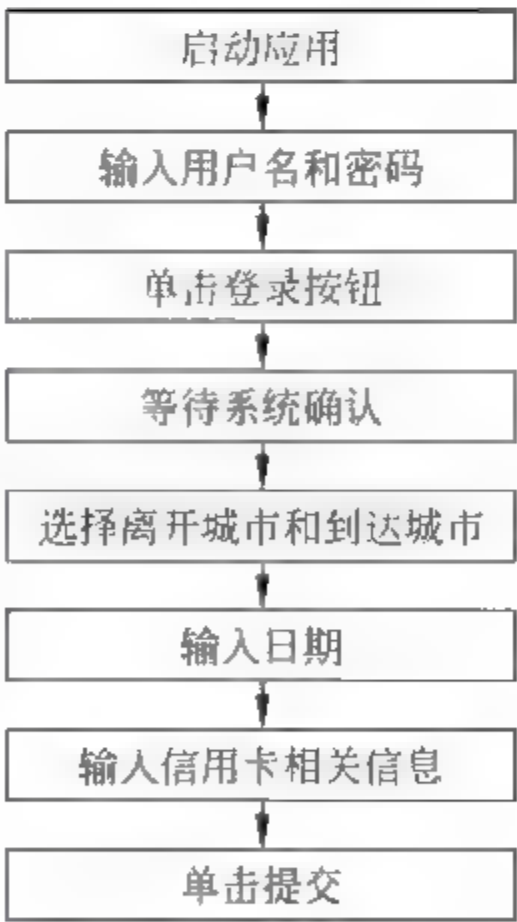 启动应用
输入用户名和密码
单击登录按钮
等待系统确认
选择离开城市和到达城市
输入日期
输入信用卡相关信息
单击提交